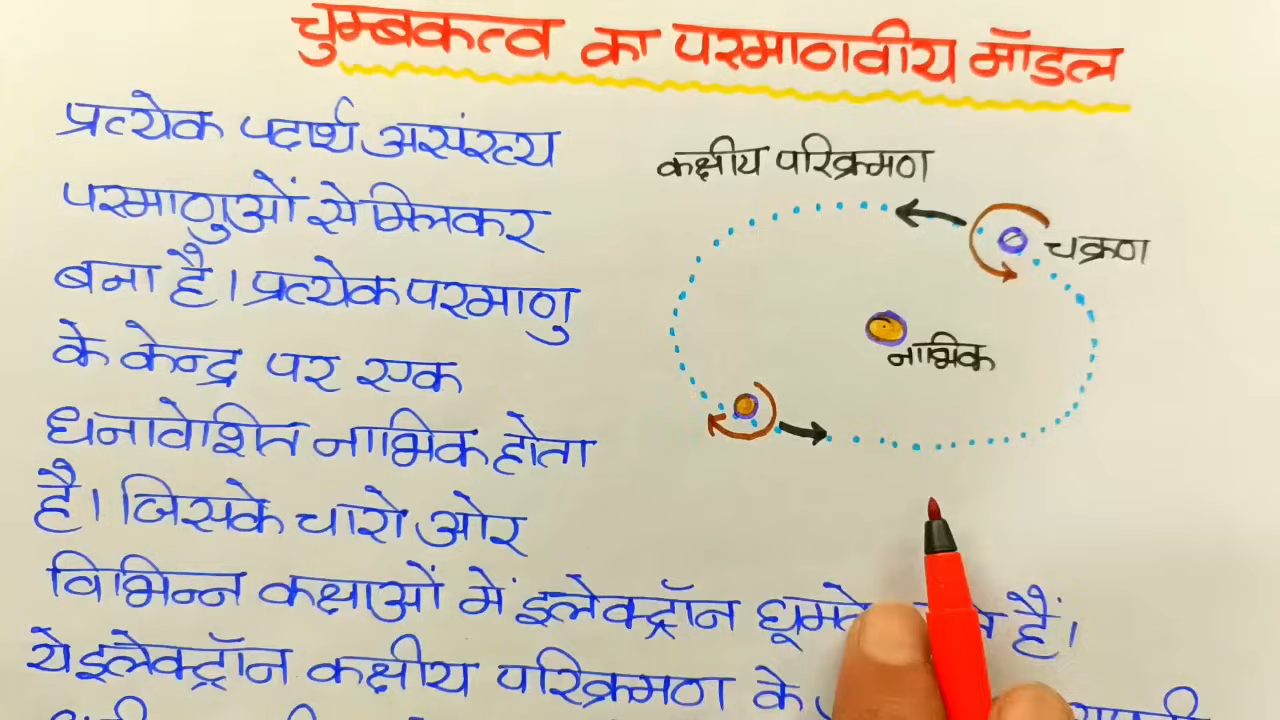 चुम्बकत्व का परमाणवीय मॉडल
प्रत्येक पदार्थ असंख्य
परमाणुओं से मिलकर
बना है। प्रत्येक परमाणु
के केन्द्र पर एक
धनावेशित नाभिक होता
है। जिसके चारो ओर
विभिन्न कक्षाओं में इलेक्ट्रॉन घूमते हैं।
ये इलेक्ट्रॉन कक्षीय परिक्रमण के
कक्षीय परिक्रमण
चक्रण
नाभिक